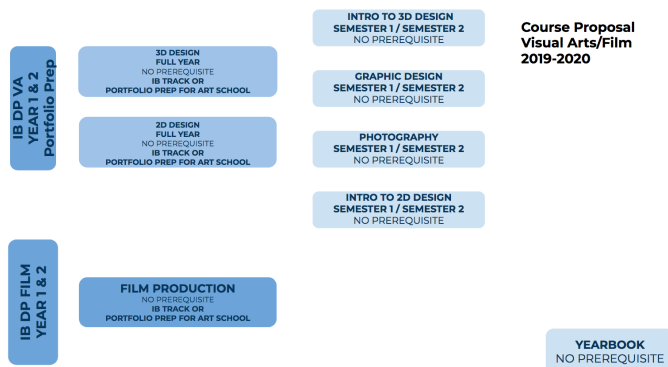 Course Proposal
Visual Arts/Film
2019-2020
IB DP VA
YEAR 1 & 2
Portfolio Prep
3D DESIGN
FULL YEAR
NO PREREQUISITE
IB TRACK OR
PORTFOLIO PREP FOR ART SCHOOL
2D DESIGN
FULL YEAR
NO PREREQUISITE
IB TRACK OR
PORTFOLIO PREP FOR ART SCHOOL
INTRO TO 3D DESIGN
SEMESTER 1 / SEMESTER 2
NO PREREQUISITE
GRAPHIC DESIGN
SEMESTER 1 / SEMESTER 2
NO PREREQUISITE
PHOTOGRAPHY
SEMESTER 1 / SEMESTER 2
NO PREREQUISITE
INTRO TO 2D DESIGN
SEMESTER 1 / SEMESTER 2
NO PREREQUISITE
IB DP FILM
YEAR 1 & 2
FILM PRODUCTION
NO PREREQUISITE
IB TRACK OR
PORTFOLIO PREP FOR ART SCHOOL
YEARBOOK
NO PREREQUISITE